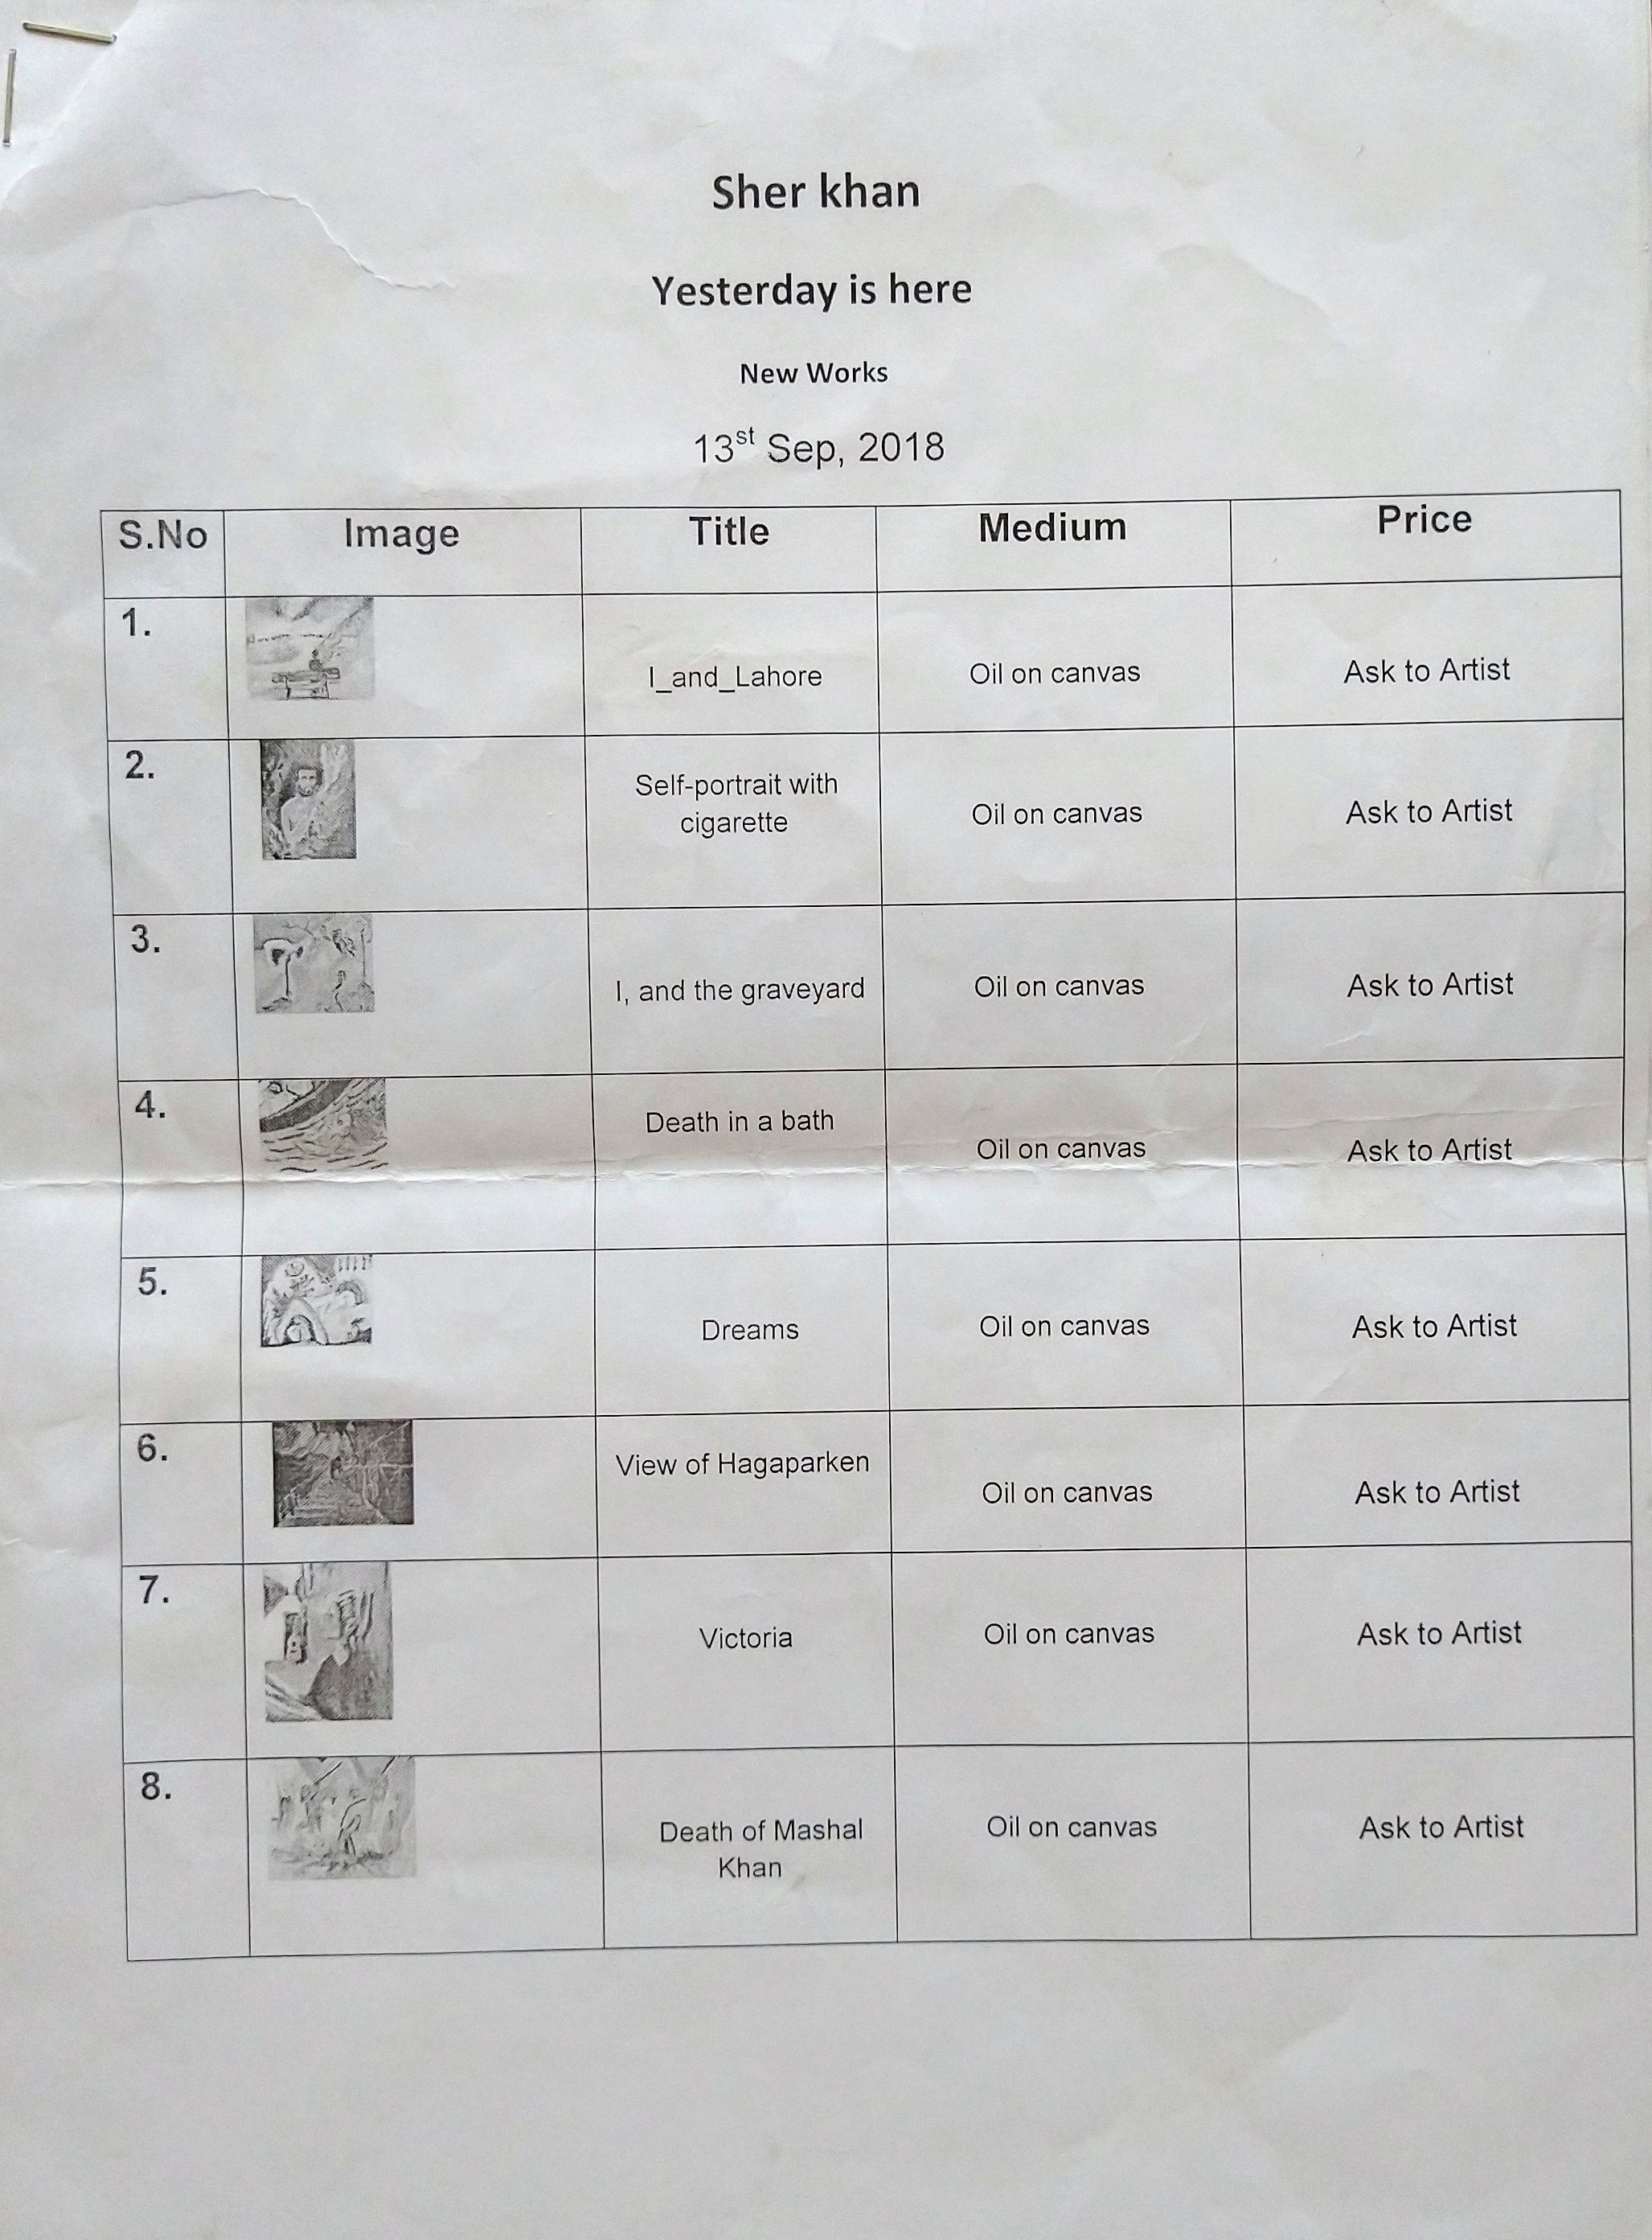 Sher khan
Yesterday is here
New Works
13st Sep, 2018
S.No Image Title Medium Price
1. I_and_Lahore Oil on canvas Ask to Artist
2. Self-portrait with
cigarette Oil on canvas Ask to Artist
3. I, and the graveyard Oil on canvas Ask to Artist
4. Death in a bath Oil on canvas Ask to Artist
5. Dreams Oil on canvas Ask to Artist
6. View of Hagaparken Oil on canvas Ask to Artist
7. Victoria Oil on canvas Ask to Artist
8. Death of Mashal
Khan Oil on canvas Ask to Artist